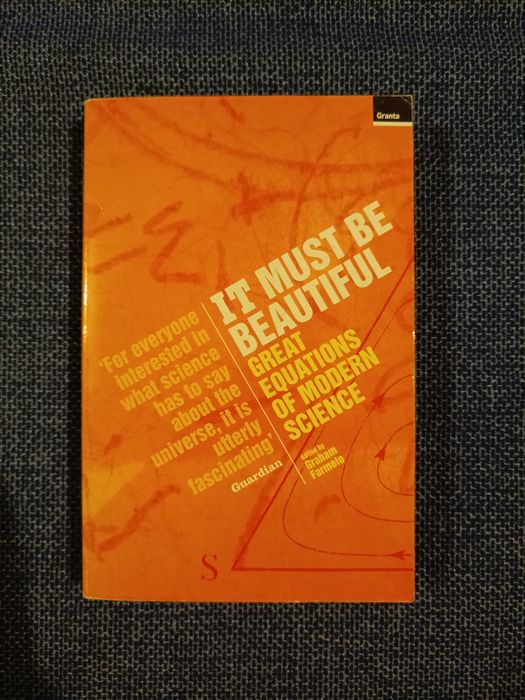 Granta
IT MUST BE
BEAUTIFUL
GREAT
EQUATIONS
OF MODERN
SCIENCE
edited by
Graham
Farmelo
'For everyone
interested in
what science
has to say
about the
universe, it is
utterly
fascinating'
Guardian
=Σ
S